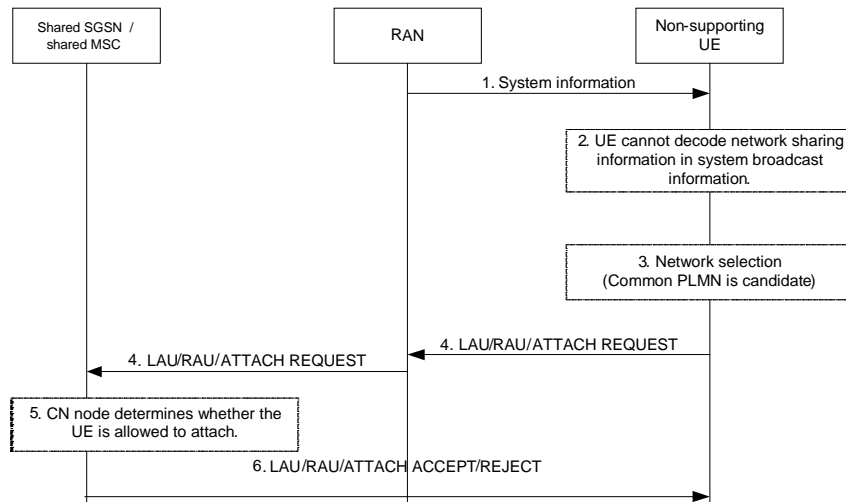 Shared SGSN /
shared MSC
RAN
Non-supporting
UE
1. System information
2. UE cannot decode network sharing
information in system broadcast
information.
3. Network selection
(Common PLMN is candidate)
4. LAU/RAU/ATTACH REQUEST
4. LAU/RAU/ATTACH REQUEST
5. CN node determines whether the
UE is allowed to attach.
6. LAU/RAU/ATTACH ACCEPT/REJECT